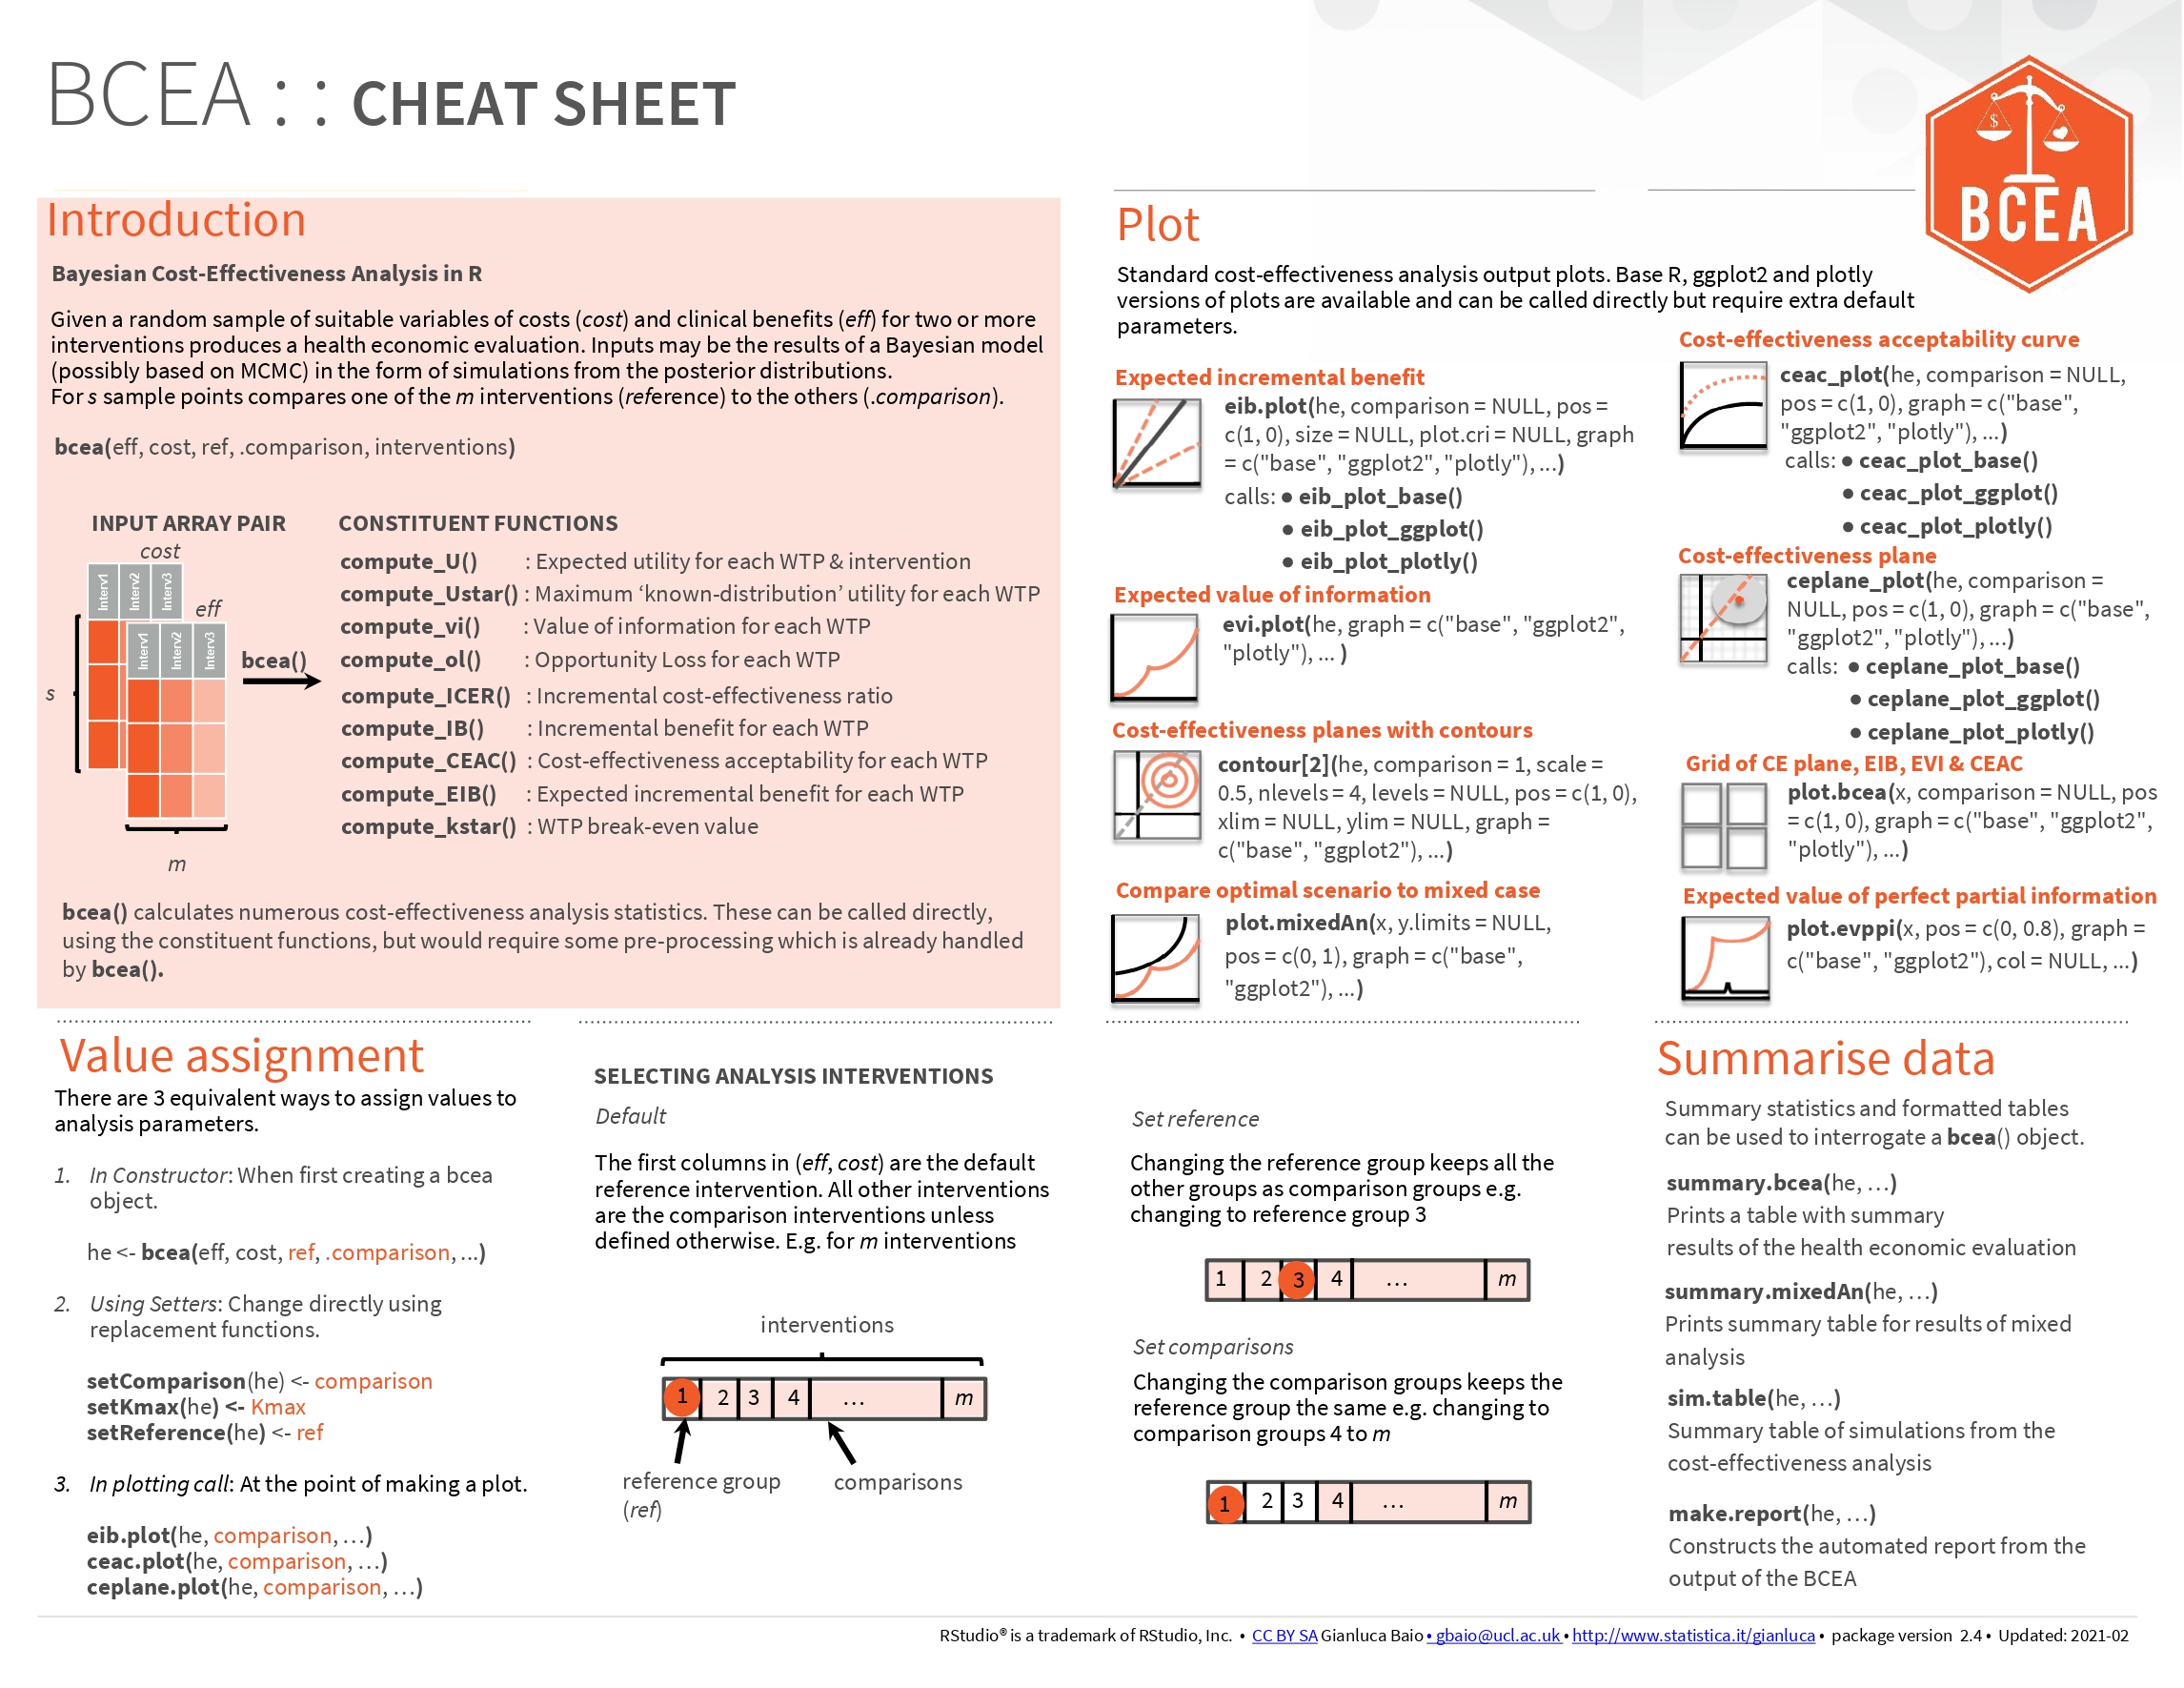 BCEA :: CHEAT SHEET
$
BCEA
Introduction
Bayesian Cost-Effectiveness Analysis in R
Given a random sample of suitable variables of costs (cost) and clinical benefits (eff) for two or more
interventions produces a health economic evaluation. Inputs may be the results of a Bayesian model
(possibly based on MCMC) in the form of simulations from the posterior distributions.
For s sample points compares one of the m interventions (reference) to the others (.comparison).
bcea(eff, cost, ref, .comparison, interventions)
INPUT ARRAY PAIR
cost
Interv1 Interv2 Interv3
eff
Interv1 Interv2 Interv3
s
m
bcea()
CONSTITUENT FUNCTIONS
compute_U() : Expected utility for each WTP & intervention
compute_Ustar() : Maximum ‘known-distribution’ utility for each WTP
compute_vi() : Value of information for each WTP
compute_ol() : Opportunity Loss for each WTP
compute_ICER() : Incremental cost-effectiveness ratio
compute_IB() : Incremental benefit for each WTP
compute_CEAC() : Cost-effectiveness acceptability for each WTP
compute_EIB() : Expected incremental benefit for each WTP
compute_kstar() : WTP break-even value
bcea() calculates numerous cost-effectiveness analysis statistics. These can be called directly,
using the constituent functions, but would require some pre-processing which is already handled
by bcea().
Plot
Standard cost-effectiveness analysis output plots. Base R, ggplot2 and plotly
versions of plots are available and can be called directly but require extra default
parameters.
Expected incremental benefit
eib.plot(he, comparison = NULL, pos =
c(1, 0), size = NULL, plot.cri = NULL, graph
= c("base", "ggplot2", "plotly"), ...)
calls: ● eib_plot_base()
● eib_plot_ggplot()
● eib_plot_plotly()
Expected value of information
evi.plot(he, graph = c("base", "ggplot2",
"plotly"), ... )
Cost-effectiveness planes with contours
contour[2](he, comparison = 1, scale =
0.5, nlevels = 4, levels = NULL, pos = c(1, 0),
xlim = NULL, ylim = NULL, graph =
c("base", "ggplot2"), ...)
Compare optimal scenario to mixed case
plot.mixedAn(x, y.limits = NULL,
pos = c(0, 1), graph = c("base",
"ggplot2"), ...)
Cost-effectiveness acceptability curve
ceac_plot(he, comparison = NULL,
pos = c(1, 0), graph = c("base",
"ggplot2", "plotly"), ...)
calls: ● ceac_plot_base()
● ceac_plot_ggplot()
● ceac_plot_plotly()
Cost-effectiveness plane
ceplane_plot(he, comparison =
NULL, pos = c(1, 0), graph = c("base",
"ggplot2", "plotly"), ...)
calls: ● ceplane_plot_base()
● ceplane_plot_ggplot()
● ceplane_plot_plotly()
Grid of CE plane, EIB, EVI & CEAC
plot.bcea(x, comparison = NULL, pos
= c(1, 0), graph = c("base", "ggplot2",
"plotly"), ...)
Expected value of perfect partial information
plot.evppi(x, pos = c(0, 0.8), graph =
c("base", "ggplot2"), col = NULL, ...)
Value assignment
There are 3 equivalent ways to assign values to
analysis parameters.
1. In Constructor: When first creating a bcea
object.
he <- bcea(eff, cost, ref, .comparison, ...)
2. Using Setters: Change directly using
replacement functions.
setComparison(he) <- comparison
setKmax(he) <- Kmax
setReference(he) <- ref
3. In plotting call: At the point of making a plot.
eib.plot(he, comparison, …)
ceac.plot(he, comparison, …)
ceplane.plot(he, comparison, …)
SELECTING ANALYSIS INTERVENTIONS
Default
The first columns in (eff, cost) are the default
reference intervention. All other interventions
are the comparison interventions unless
defined otherwise. E.g. for m interventions
interventions
1 2 3 4 … m
reference group
(ref)
comparisons
Set reference
Changing the reference group keeps all the
other groups as comparison groups e.g.
changing to reference group 3
1 2 3 4 … m
Set comparisons
Changing the comparison groups keeps the
reference group the same e.g. changing to
comparison groups 4 to m
1 2 3 4 … m
Summarise data
Summary statistics and formatted tables
can be used to interrogate a bcea() object.
summary.bcea(he, …)
Prints a table with summary
results of the health economic evaluation
summary.mixedAn(he, …)
Prints summary table for results of mixed
analysis
sim.table(he, …)
Summary table of simulations from the
cost-effectiveness analysis
make.report(he, …)
Constructs the automated report from the
output of the BCEA
RStudio® is a trademark of RStudio, Inc. • CC BY SA Gianluca Baio • gbaio@ucl.ac.uk • http://www.statistica.it/gianluca • package version 2.4 • Updated: 2021-02